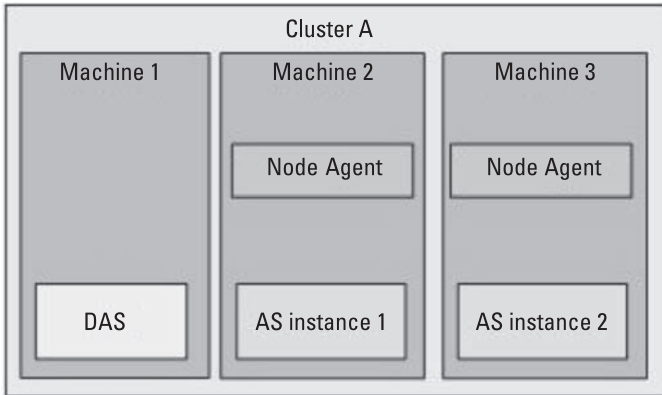 Cluster A
Machine 1
Machine 2
Machine 3
Node Agent
Node Agent
DAS
AS instance 1
AS instance 2